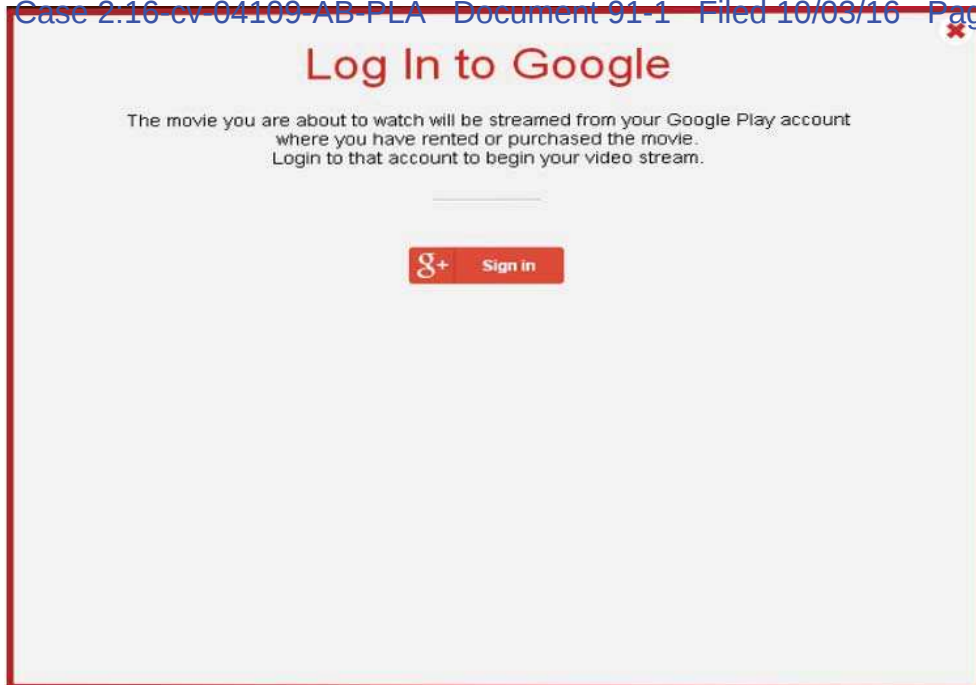 Case 2:16-cv-04109-AB-PLA Document 91-1 Filed 10/03/16 Pag
Log In to Google
The movie you are about to watch will be streamed from your Google Play account
where you have rented or purchased the movie.
Login to that account to begin your video stream.
g+ Sign in